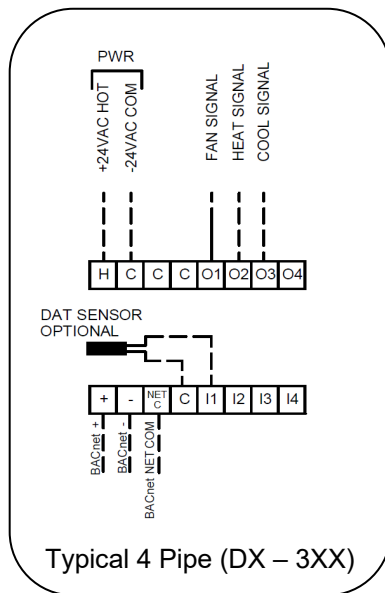 PWR
+24VAC HOT
-24VAC COM
FAN SIGNAL
HEAT SIGNAL
COOL SIGNAL
H C C C O1 O2 O3 O4
DAT SENSOR
OPTIONAL
+ - NET C C I1 I2 I3 I4
BACnet +
BACnet -
BACnet NET COM
Typical 4 Pipe (DX – 3XX)